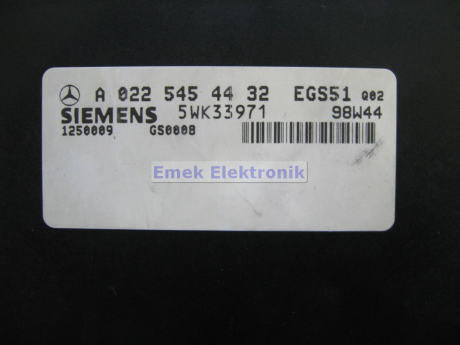 A 022 545 44 32 EGS51 Q02
SIEMENS 5WK33971 98W44
1250009 GS0008
Emek Elektronik